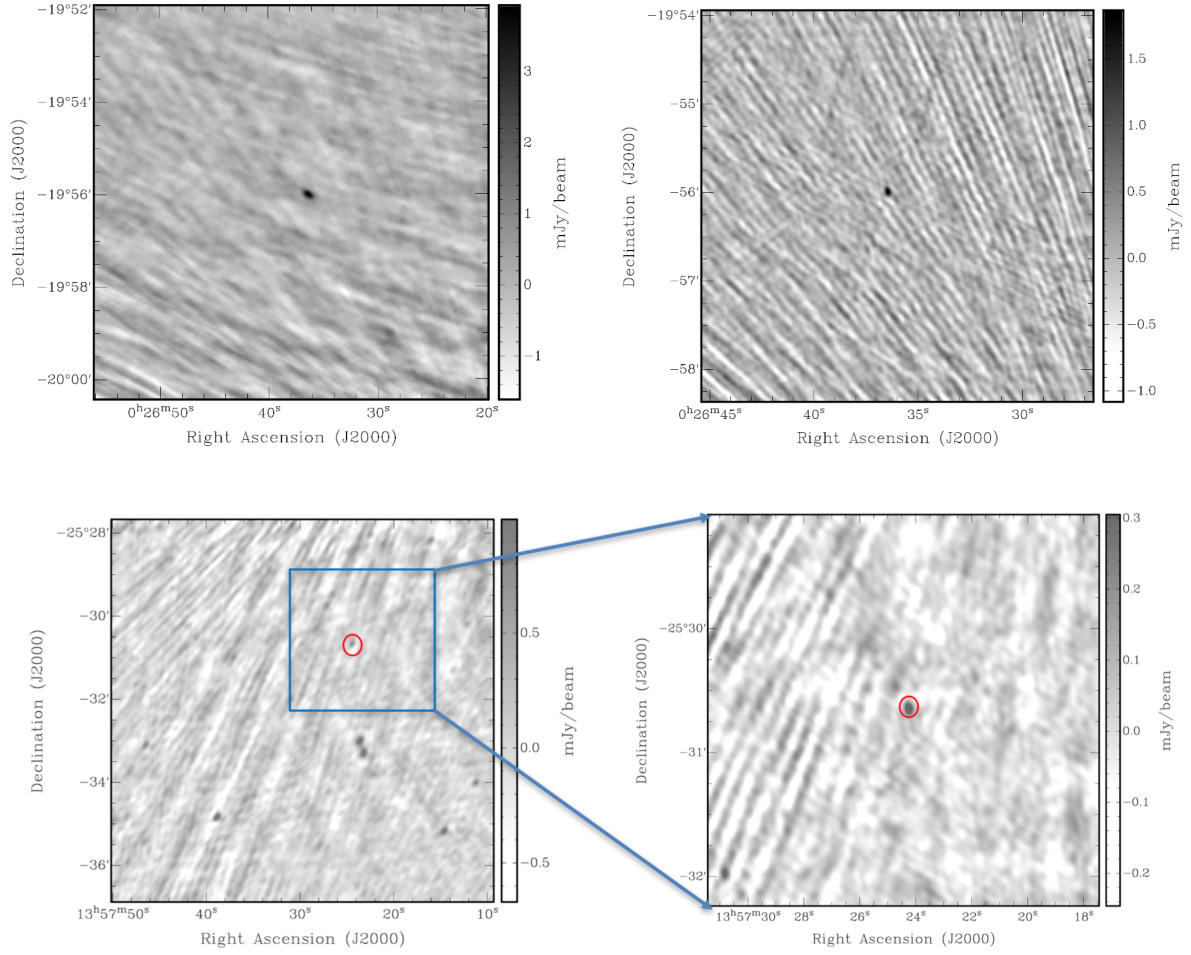 −19°52′
−19°54′
−19°56′
−19°58′
−20°00′
0ʰ26ᵐ50ˢ
40ˢ
30ˢ
20ˢ
Right Ascension (J2000)
Declination (J2000)
3
2
1
0
−1
mJy/beam
−19°54′
−55′
−56′
−57′
−58′
0ʰ26ᵐ45ˢ
40ˢ
35ˢ
30ˢ
Right Ascension (J2000)
Declination (J2000)
1.5
1.0
0.5
0.0
−0.5
−1.0
mJy/beam
−25°28′
−30′
−32′
−34′
−36′
13ʰ57ᵐ50ˢ
40ˢ
30ˢ
20ˢ
10ˢ
Right Ascension (J2000)
Declination (J2000)
0.5
0.0
−0.5
mJy/beam
−25°30′
−31′
−32′
13ʰ57ᵐ30ˢ
28ˢ
26ˢ
24ˢ
22ˢ
20ˢ
18ˢ
Right Ascension (J2000)
Declination (J2000)
0.3
0.2
0.1
0.0
−0.1
−0.2
mJy/beam